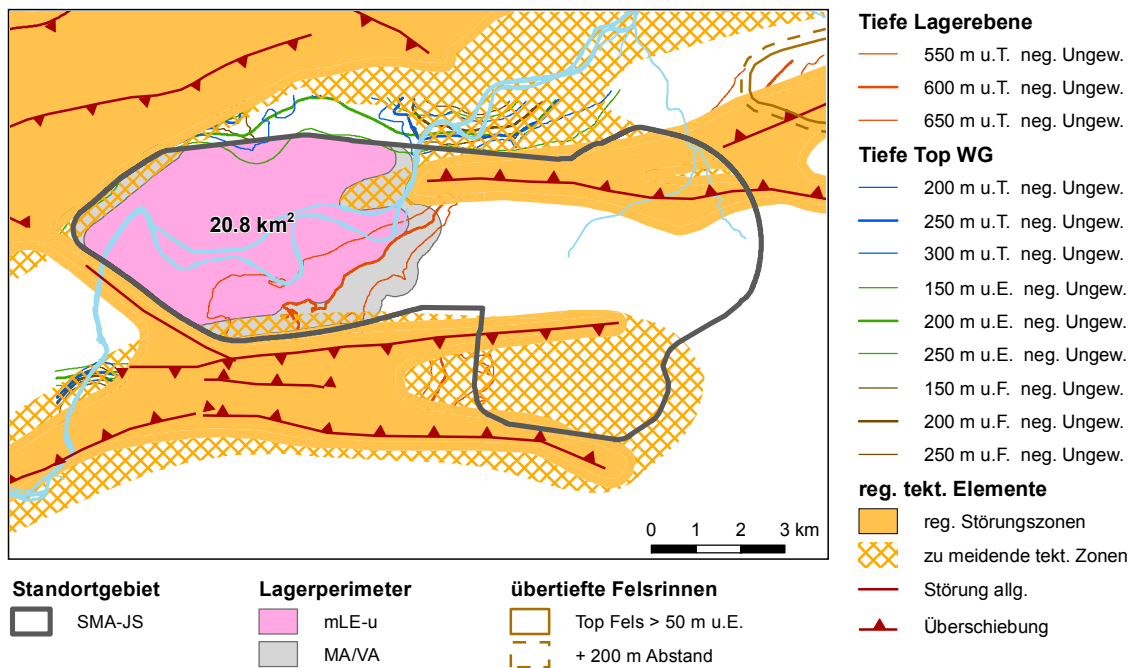 20.8 km²
0 1 2 3 km
Tiefe Lagerebene
550 m u.T. neg. Ungew.
600 m u.T. neg. Ungew.
650 m u.T. neg. Ungew.
Tiefe Top WG
200 m u.T. neg. Ungew.
250 m u.T. neg. Ungew.
300 m u.T. neg. Ungew.
150 m u.E. neg. Ungew.
200 m u.E. neg. Ungew.
250 m u.E. neg. Ungew.
150 m u.F. neg. Ungew.
200 m u.F. neg. Ungew.
250 m u.F. neg. Ungew.
reg. tekt. Elemente
reg. Störungszonen
zu meidende tekt. Zonen
Störung allg.
Überschiebung
Standortgebiet
SMA-JS
Lagerperimeter
mLE-u
MA/VA
übertiefte Felsrinnen
Top Fels > 50 m u.E.
+ 200 m Abstand